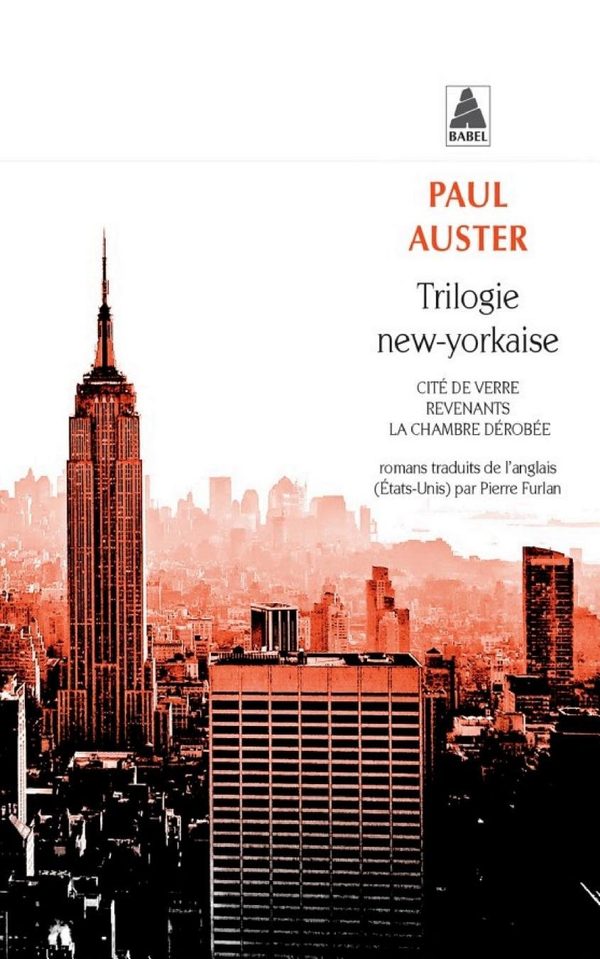 BABEL
PAUL
AUSTER
Trilogie
new-yorkaise
CITÉ DE VERRE
REVENANTS
LA CHAMBRE DÉROBÉE
romans traduits de l'anglais
(États-Unis) par Pierre Furlan